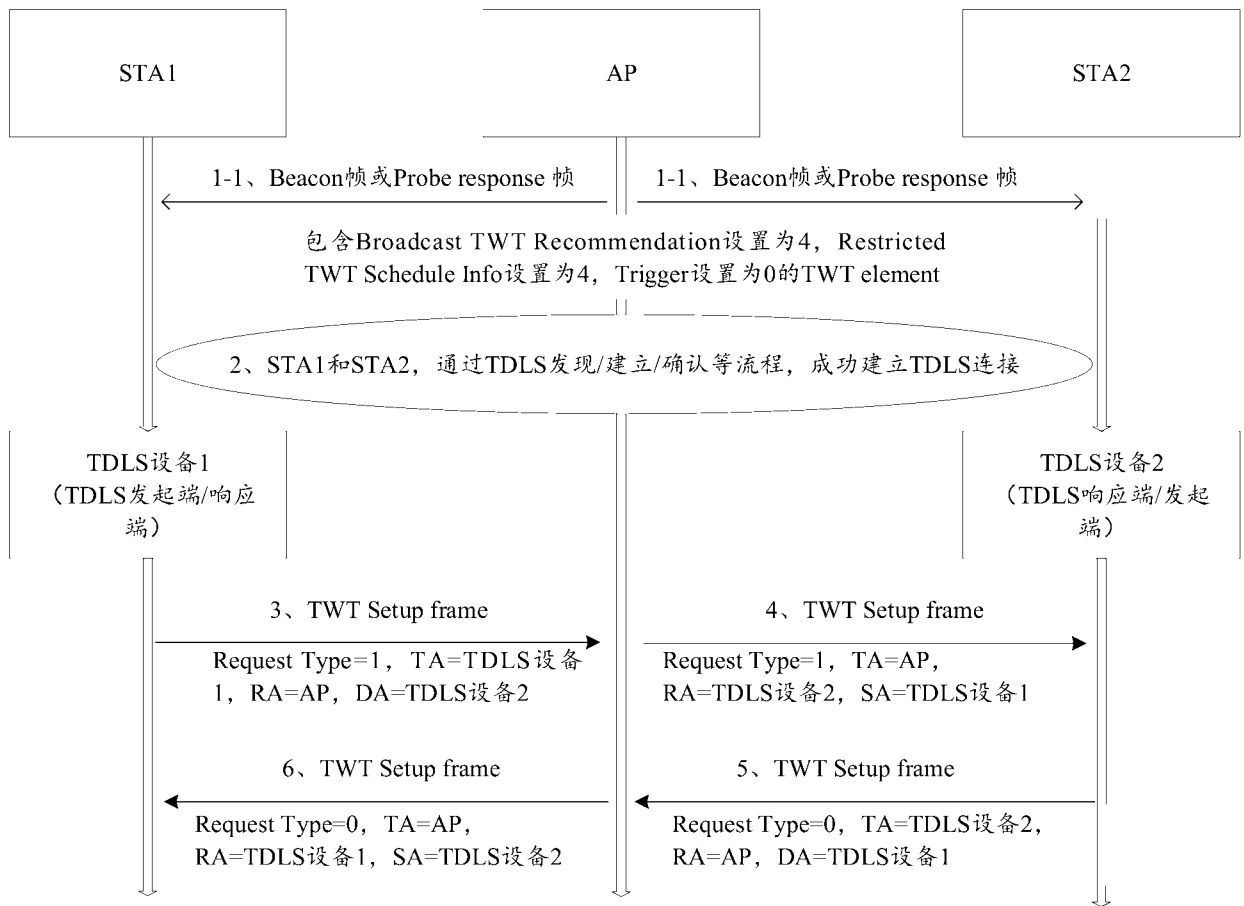 STA1
AP
STA2
1-1、Beacon帧或Probe response 帧
1-1、Beacon帧或Probe response 帧
包含Broadcast TWT Recommendation设置为4，Restricted
TWT Schedule Info设置为4，Trigger设置为0的TWT element
2、STA1和STA2，通过TDLS发现/建立/确认等流程，成功建立TDLS连接
TDLS设备1
（TDLS发起端/响应
端）
TDLS设备2
（TDLS响应端/发起
端）
3、TWT Setup frame
Request Type=1，TA=TDLS设备
1，RA=AP，DA=TDLS设备2
4、TWT Setup frame
Request Type=1，TA=AP，
RA=TDLS设备2，SA=TDLS设备1
6、TWT Setup frame
Request Type=0，TA=AP，
RA=TDLS设备1，SA=TDLS设备2
5、TWT Setup frame
Request Type=0，TA=TDLS设备2，
RA=AP，DA=TDLS设备1